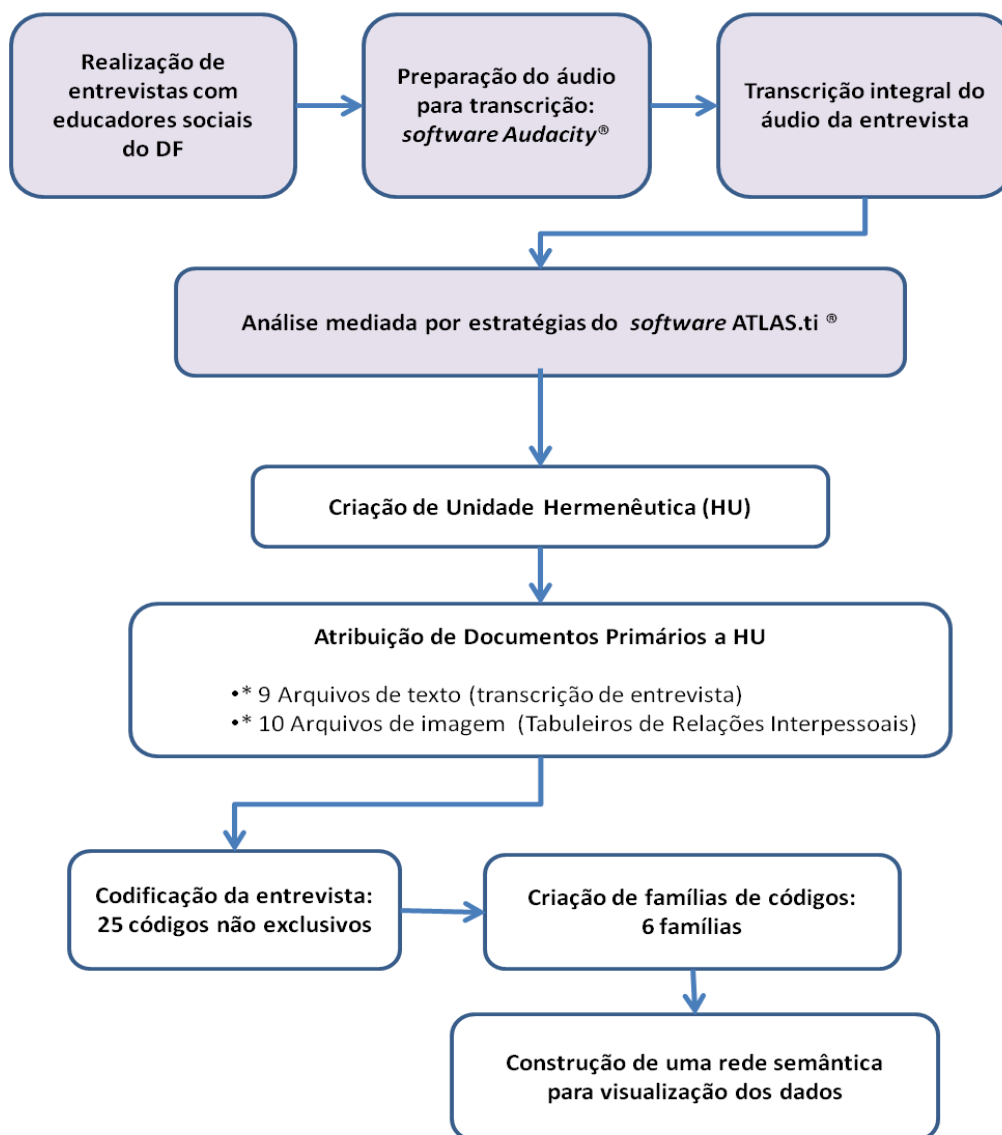 Realização de
entrevistas com
educadores sociais
do DF
Preparação do áudio
para transcrição:
software Audacity®
Transcrição integral do
áudio da entrevista
Análise mediada por estratégias do software ATLAS.ti ®
Criação de Unidade Hermenêutica (HU)
Atribuição de Documentos Primários a HU
•* 9 Arquivos de texto (transcrição de entrevista)
•* 10 Arquivos de imagem (Tabuleiros de Relações Interpessoais)
Codificação da entrevista:
25 códigos não exclusivos
Criação de famílias de códigos:
6 famílias
Construção de uma rede semântica
para visualização dos dados